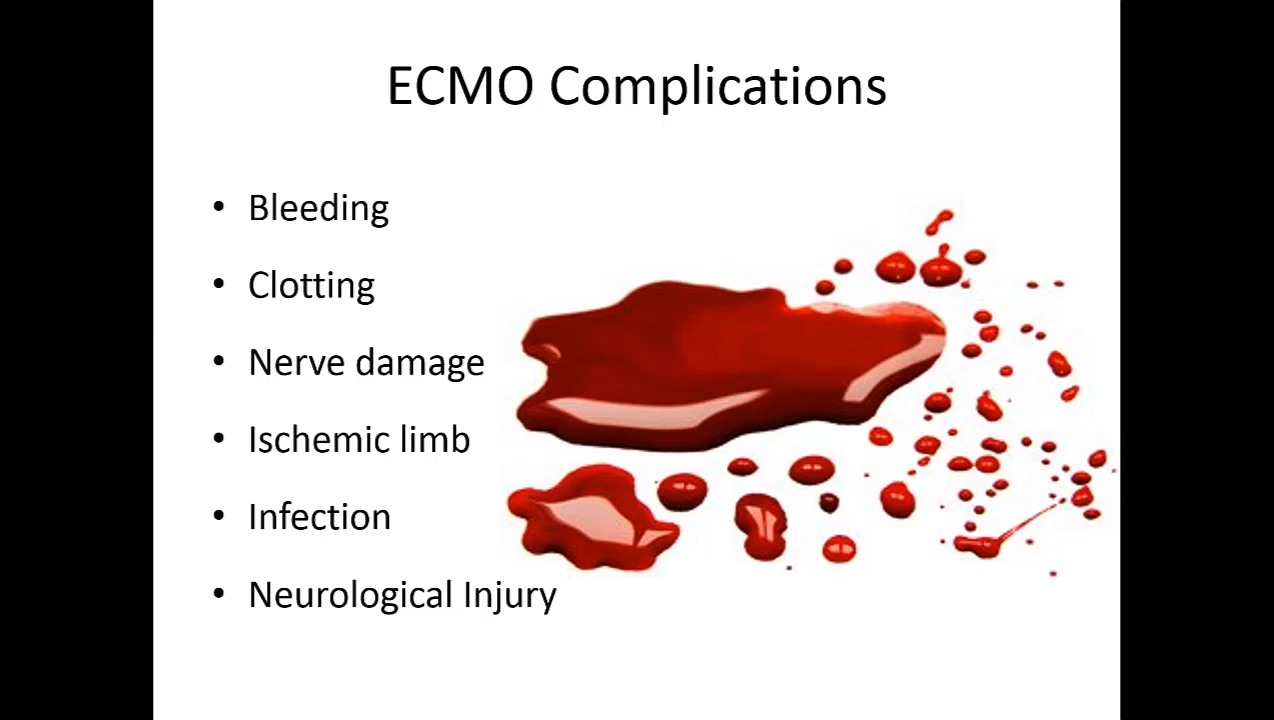 ECMO Complications
• Bleeding
• Clotting
• Nerve damage
• Ischemic limb
• Infection
• Neurological Injury